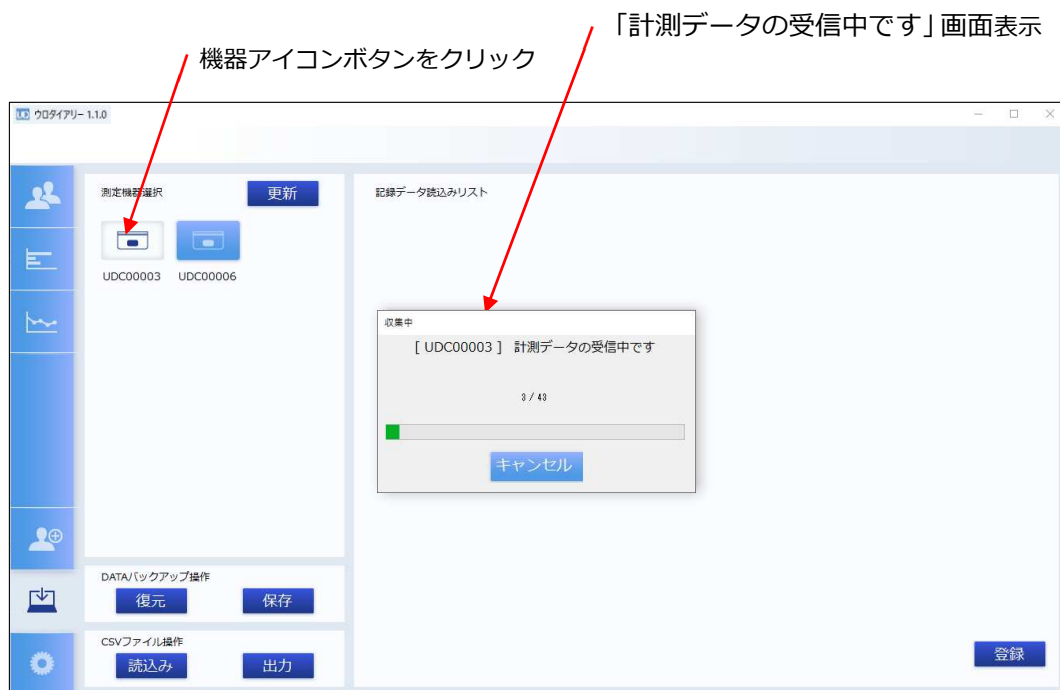 「計測データの受信中です」画面表示
機器アイコンボタンをクリック
ウロダイアリー 1.1.0
測定機器選択
更新
記録データ読込みリスト
UDC00003
UDC00006
収集中
[ UDC00003 ] 計測データの受信中です
3 / 43
キャンセル
DATAバックアップ操作
復元
保存
CSVファイル操作
読込み
出力
登録